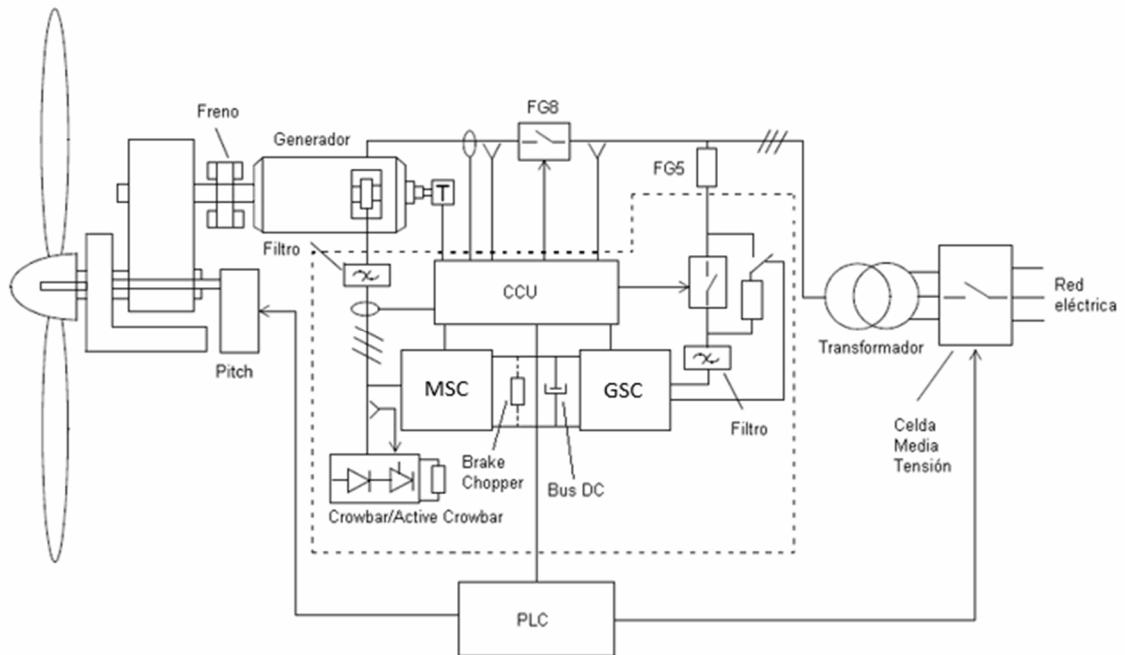 FG8
Freno
Generador
FG5
T
Filtro
CCU
Red
eléctrica
Transformador
Pitch
MSC
GSC
Filtro
Celda
Media
Tensión
Brake
Chopper
Bus DC
Crowbar/Active Crowbar
PLC